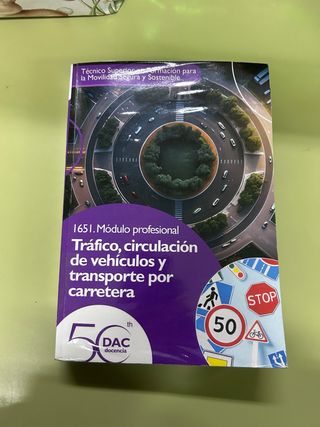 Técnico Superior en Formación para
la Movilidad Segura y Sostenible
1651. Módulo profesional
Tráfico, circulación
de vehículos y
transporte por
carretera
50th
DAC
docencia
STOP
50